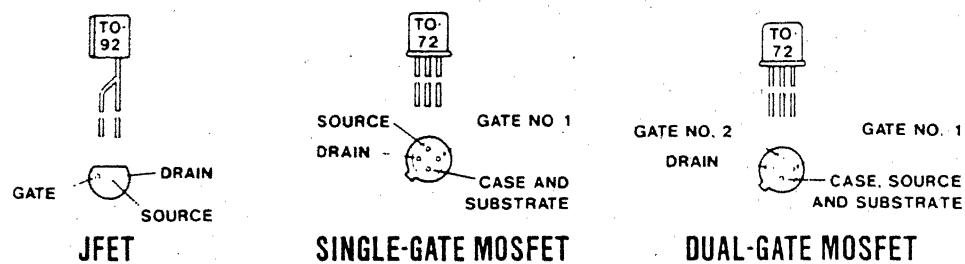 TO-
92
GATE
DRAIN
SOURCE
JFET
TO-
72
SOURCE
GATE NO 1
DRAIN
CASE AND
SUBSTRATE
SINGLE-GATE MOSFET
TO-
72
GATE NO. 2
GATE NO. 1
DRAIN
CASE, SOURCE
AND SUBSTRATE
DUAL-GATE MOSFET